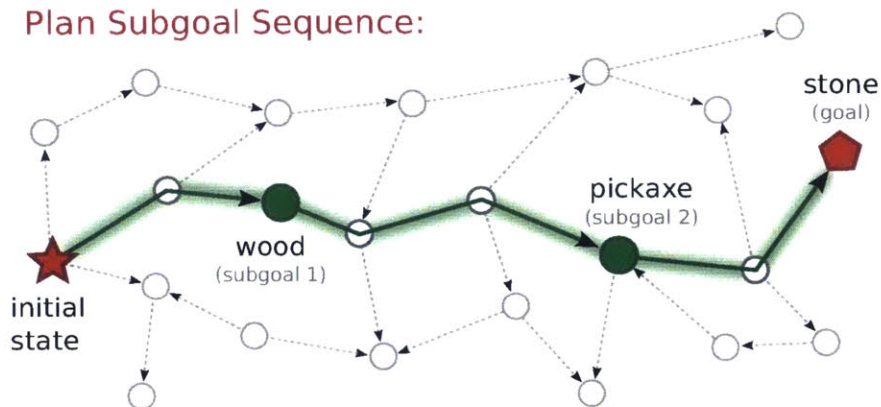 Plan Subgoal Sequence:
stone
(goal)
pickaxe
(subgoal 2)
wood
(subgoal 1)
initial
state